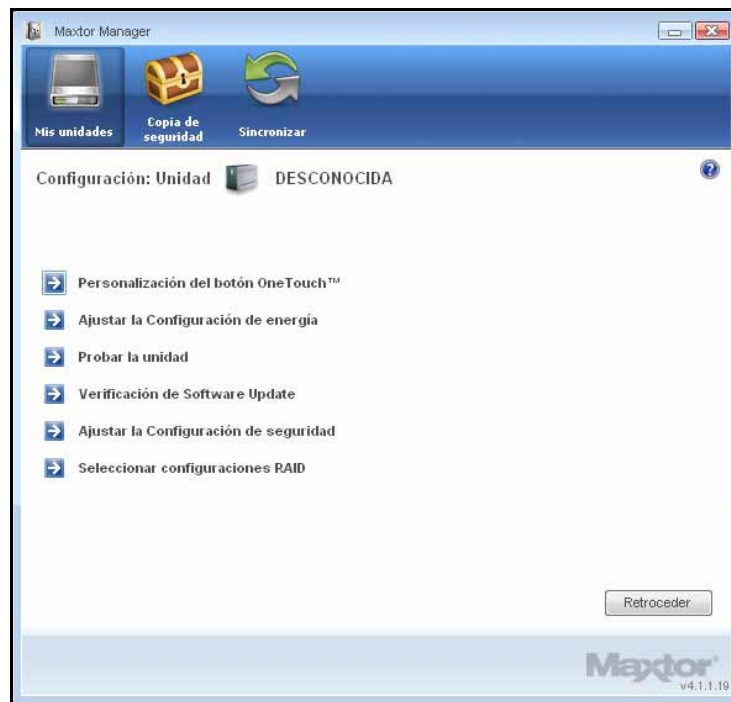 Maxtor Manager
Mis unidades
Copia de
seguridad
Sincronizar
Configuración: Unidad DESCONOCIDA
Personalización del botón OneTouch™
Ajustar la Configuración de energía
Probar la unidad
Verificación de Software Update
Ajustar la Configuración de seguridad
Seleccionar configuraciones RAID
Retroceder
Maxtor
v4.1.1.19